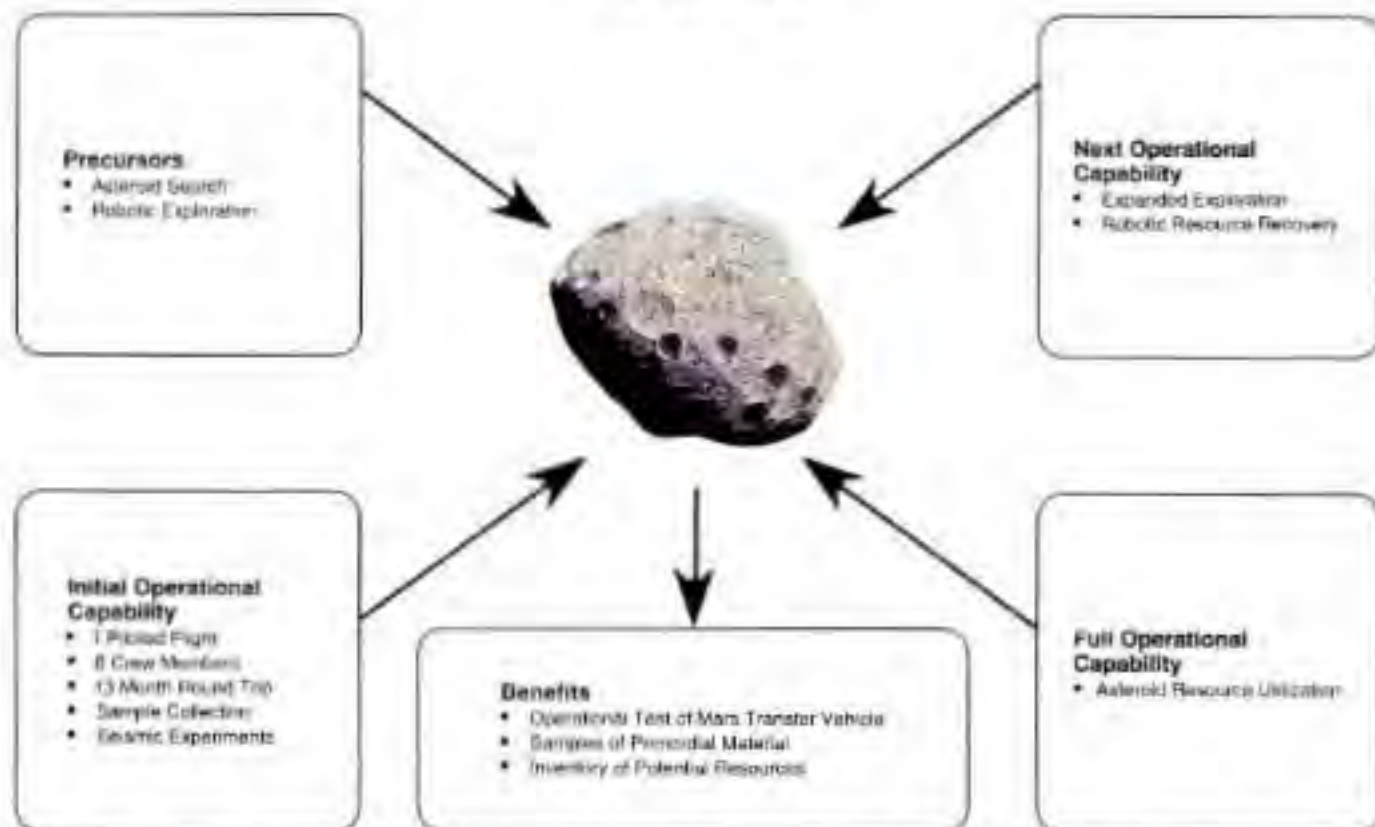 Precursors
• Asteroid Search
• Robotic Exploration
Next Operational
Capability
• Expanded Exploration
• Robotic Resource Recovery
Initial Operational
Capability
• 1 Piloted Flight
• Crew Members
• 13 Month Round Trip
• Sample Collection
• Seismic Experiments
Benefits
• Operational Test of Mars Transfer Vehicle
• Samples of Primordial Material
• Inventory of Potential Resources
Full Operational
Capability
• Asteroid Resource Utilization